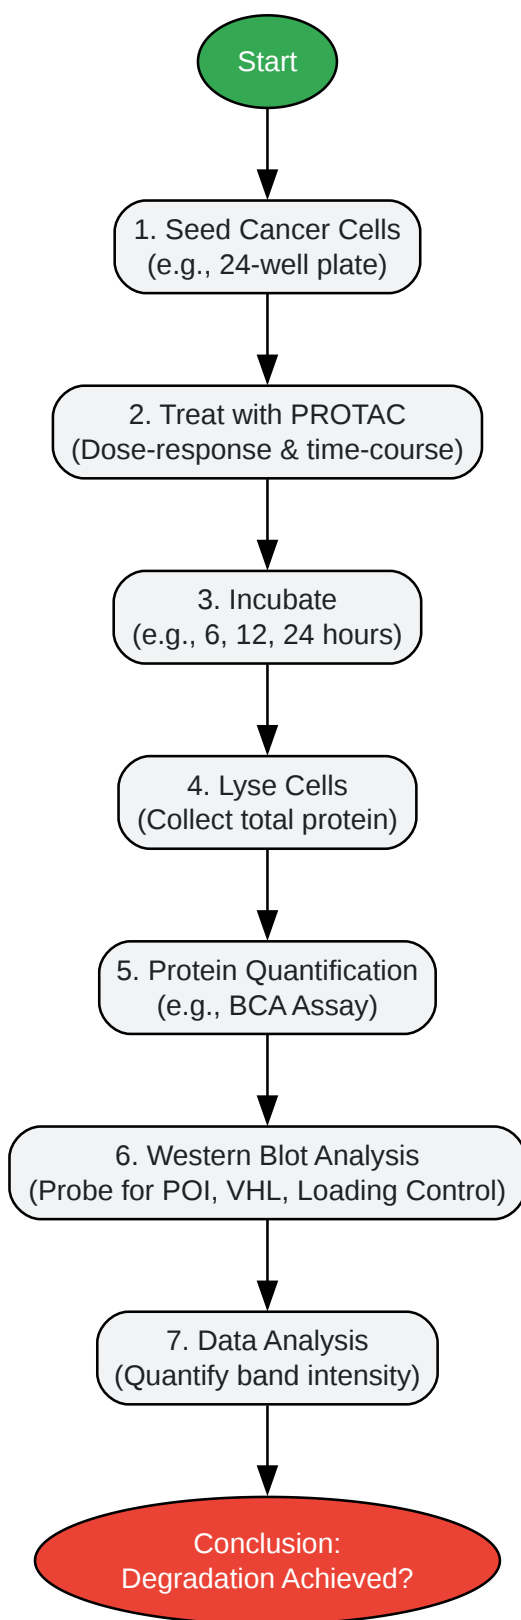 Start
1. Seed Cancer Cells
(e.g., 24-well plate)
2. Treat with PROTAC
(Dose-response & time-course)
3. Incubate
(e.g., 6, 12, 24 hours)
4. Lyse Cells
(Collect total protein)
5. Protein Quantification
(e.g., BCA Assay)
6. Western Blot Analysis
(Probe for POI, VHL, Loading Control)
7. Data Analysis
(Quantify band intensity)
Conclusion:
Degradation Achieved?